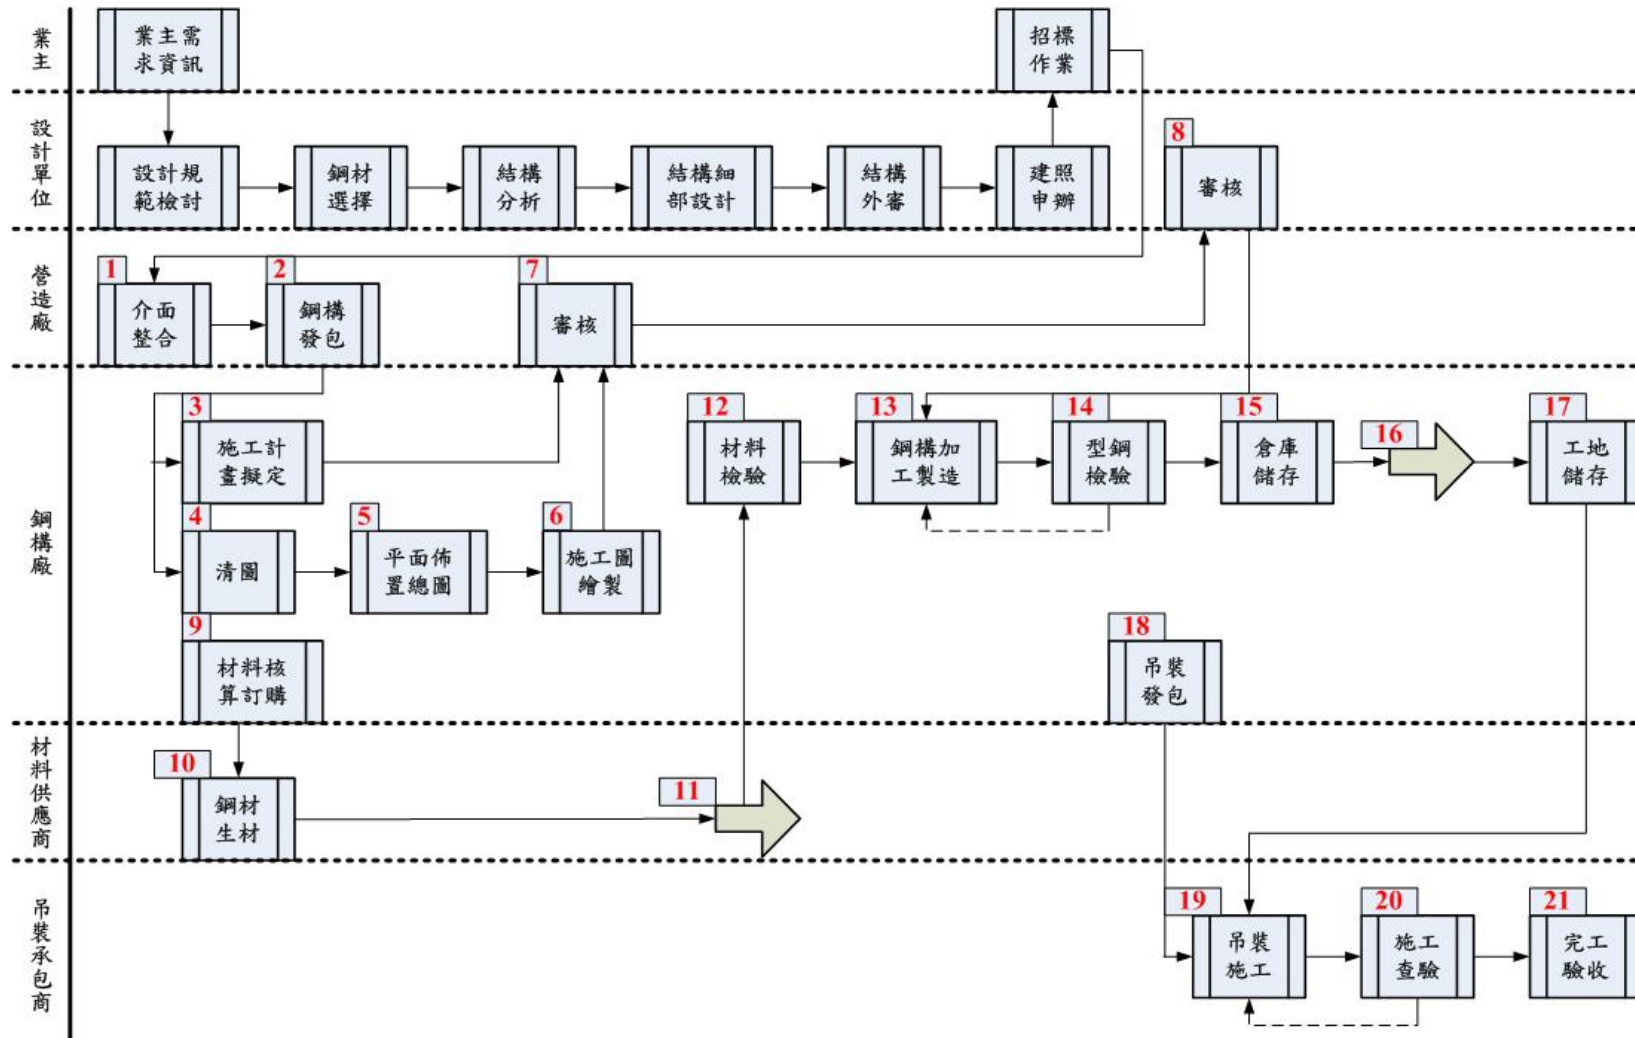 業主
業主需
求資訊
招標
作業
設計單位
設計規
範檢討
鋼材
選擇
結構
分析
結構細
部設計
結構
外審
建照
申辦
8
審核
營造廠
1
介面
整合
2
鋼構
發包
7
審核
鋼構廠
3
施工計
畫擬定
4
清圖
5
平面佈
置總圖
6
施工圖
繪製
9
材料核
算訂購
12
材料
檢驗
13
鋼構加
工製造
14
型鋼
檢驗
15
倉庫
儲存
16
17
工地
儲存
18
吊裝
發包
材料供應商
10
鋼材
生材
11
吊裝承包商
19
吊裝
施工
20
施工
查驗
21
完工
驗收